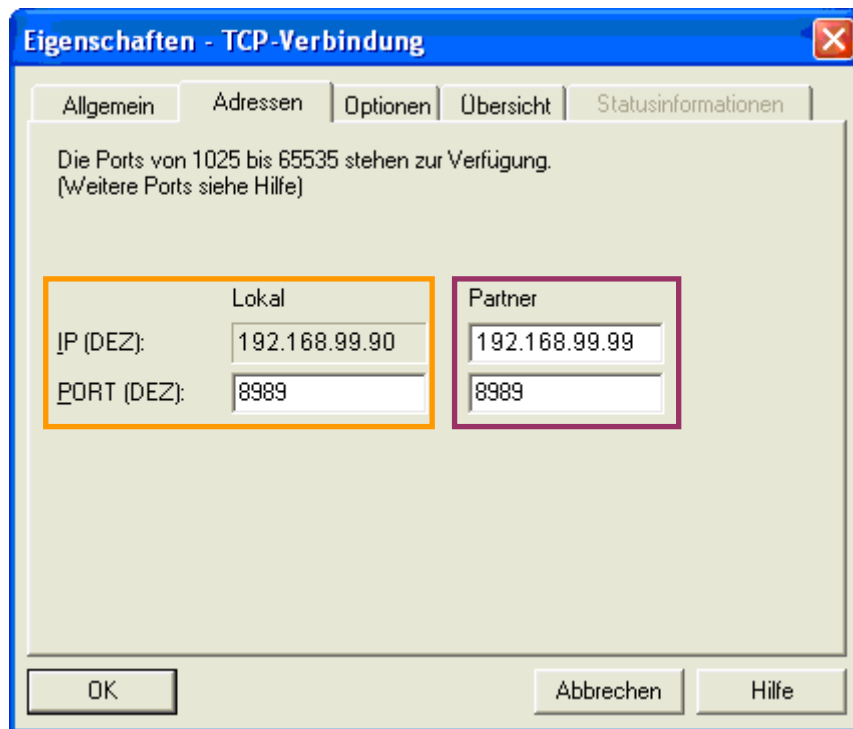 Eigenschaften - TCP-Verbindung
Allgemein Adressen Optionen Übersicht Statusinformationen
Die Ports von 1025 bis 65535 stehen zur Verfügung.
(Weitere Ports siehe Hilfe)
Lokal Partner
IP (DEZ): 192.168.99.90 192.168.99.99
PORT (DEZ): 8989 8989
OK Abbrechen Hilfe